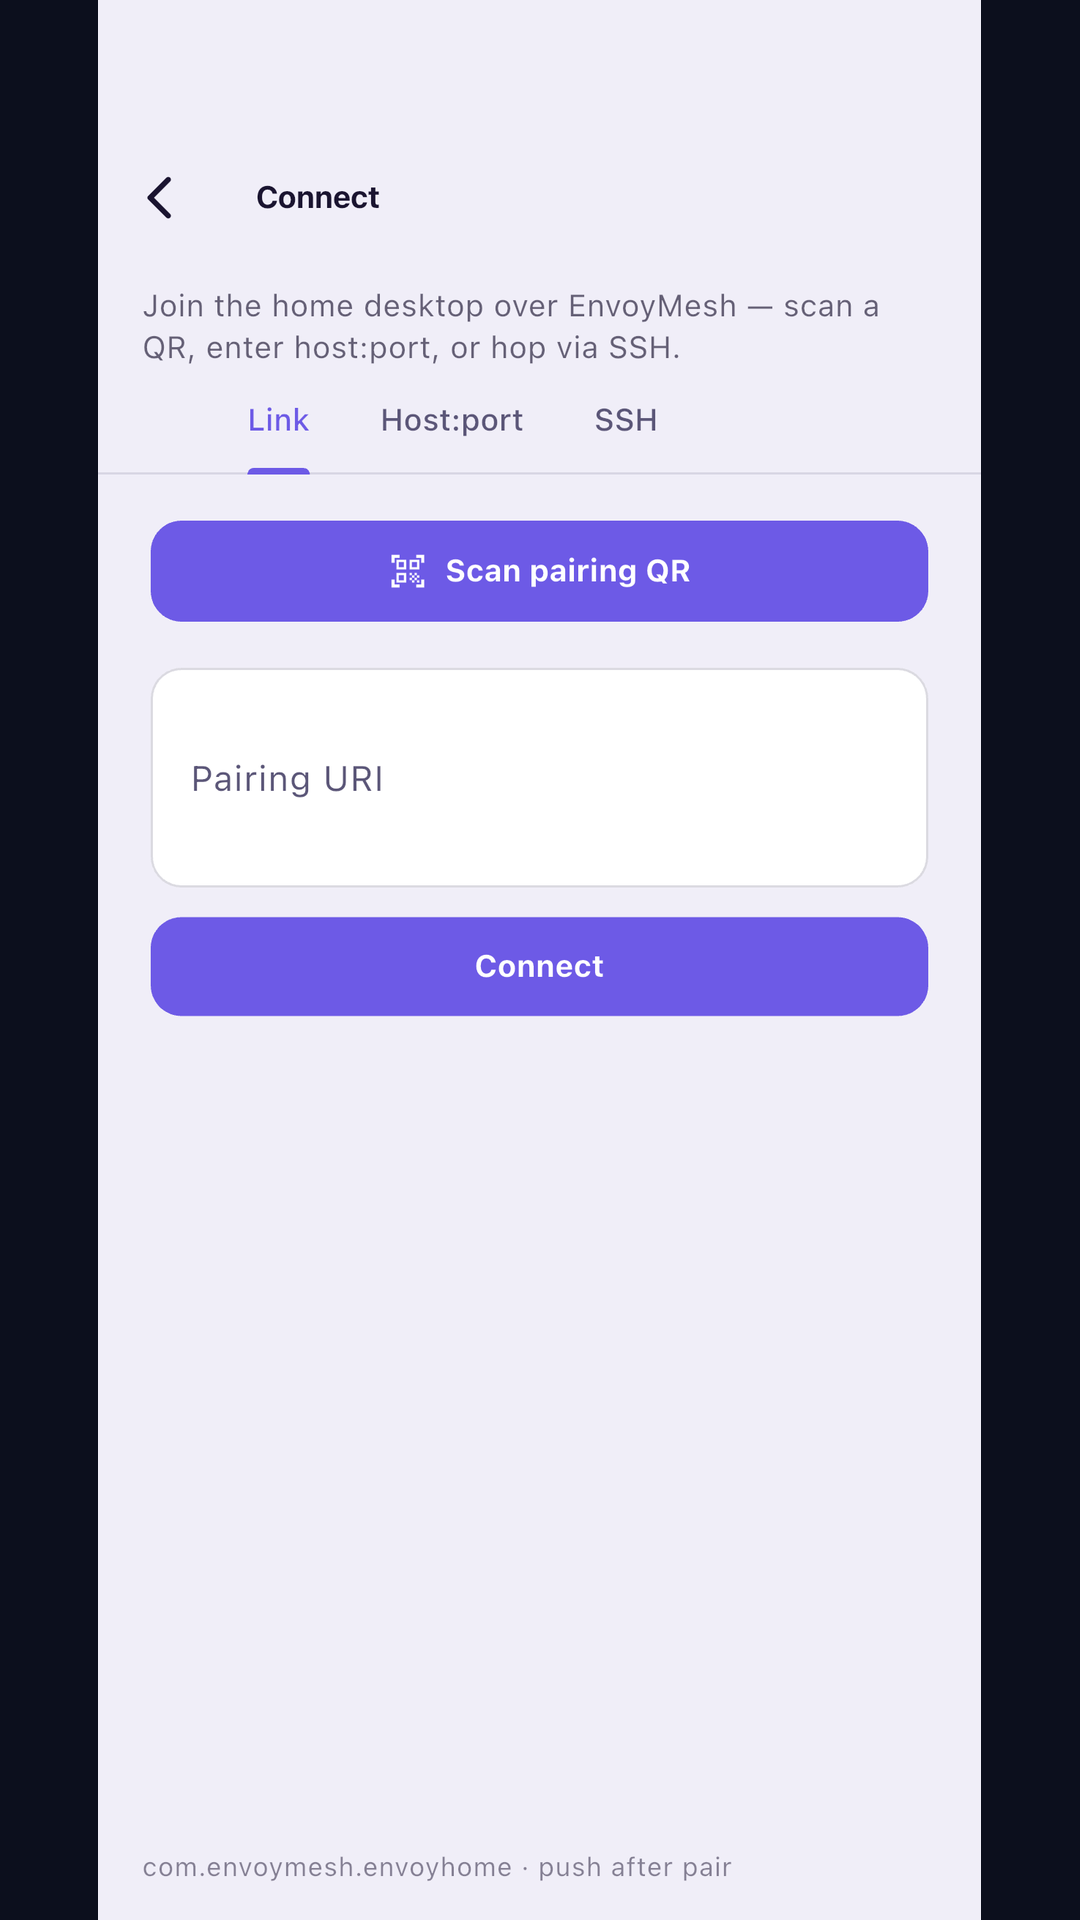 Connect
Join the home desktop over EnvoyMesh — scan a
QR, enter host:port, or hop via SSH.
Link Host:port SSH
Scan pairing QR
Pairing URI
Connect
com.envoymesh.envoyhome · push after pair